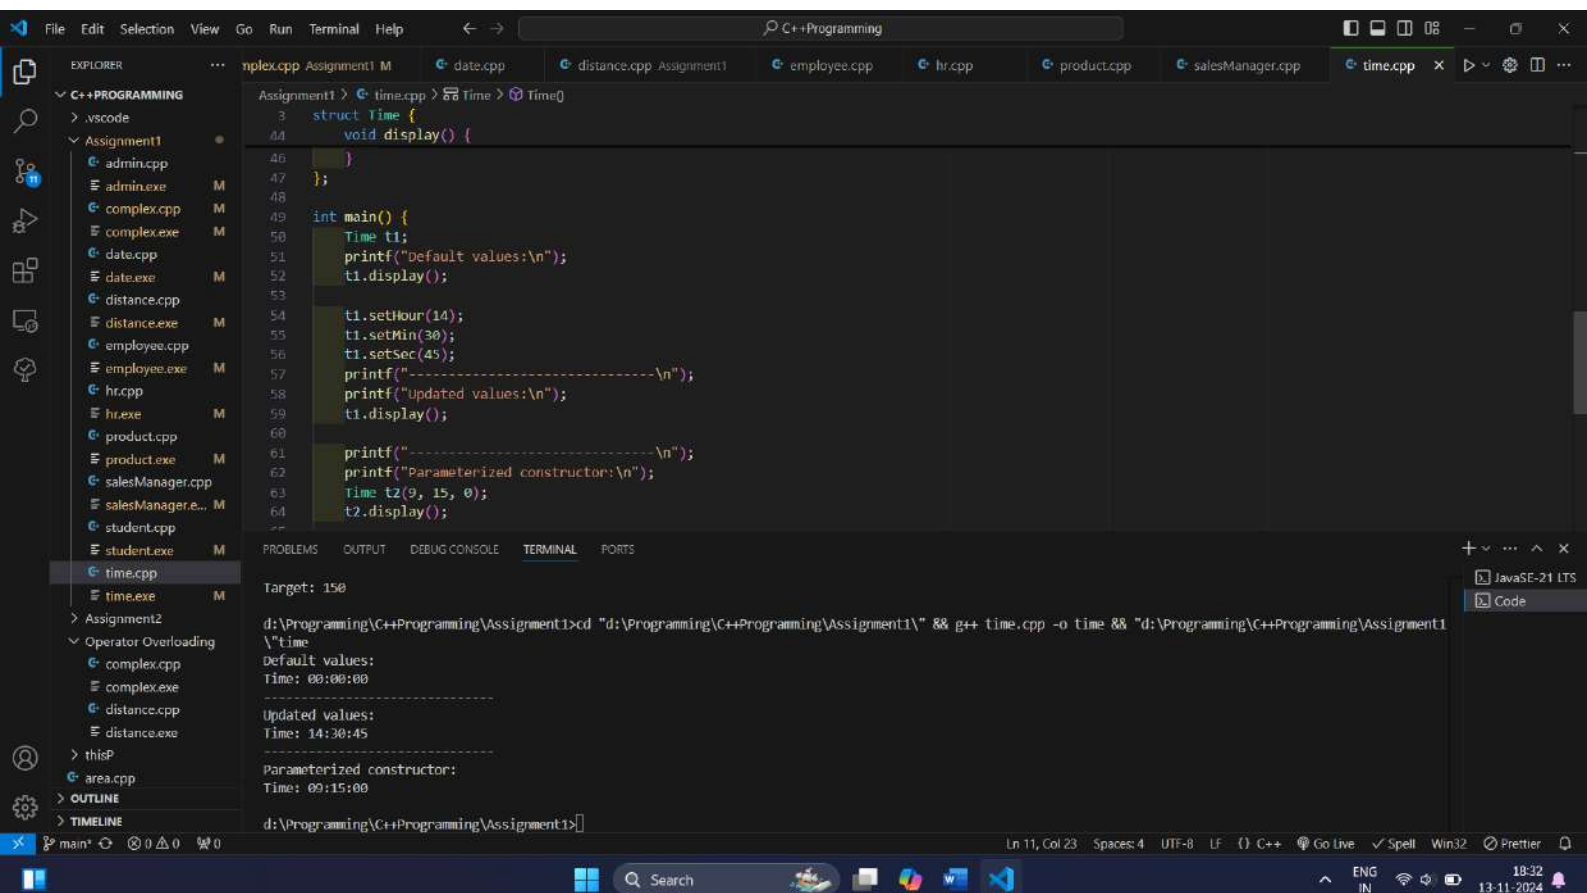 File Edit Selection View Go Run Terminal Help
C++Programming
EXPLORER
C++PROGRAMMING
.vscode
Assignment1
admin.cpp
admin.exe M
complex.cpp M
complex.exe M
date.cpp
date.exe M
distance.cpp
distance.exe M
employee.cpp
employee.exe M
hr.cpp
hr.exe M
product.cpp
product.exe M
salesManager.cpp
salesManager.e... M
student.cpp
student.exe M
time.cpp
time.exe M
Assignment2
Operator Overloading
complex.cpp
complex.exe
distance.cpp
distance.exe
thisP
area.cpp
OUTLINE
TIMELINE
11
mplex.cpp Assignment1 M date.cpp distance.cpp Assignment1 employee.cpp hr.cpp product.cpp salesManager.cpp time.cpp
Assignment1 > time.cpp > Time > Time()
3 struct Time {
44 void display() {
46 }
47 };
48
49 int main() {
50 Time t1;
51 printf("Default values:\n");
52 t1.display();
53
54 t1.setHour(14);
55 t1.setMin(30);
56 t1.setSec(45);
57 printf("-------------------------------\n");
58 printf("Updated values:\n");
59 t1.display();
60
61 printf("-------------------------------\n");
62 printf("Parameterized constructor:\n");
63 Time t2(9, 15, 0);
64 t2.display();
PROBLEMS OUTPUT DEBUG CONSOLE TERMINAL PORTS
Target: 150
d:\Programming\C++Programming\Assignment1>cd "d:\Programming\C++Programming\Assignment1\" && g++ time.cpp -o time && "d:\Programming\C++Programming\Assignment1
\"time
Default values:
Time: 00:00:00
-------------------------------
Updated values:
Time: 14:30:45
-------------------------------
Parameterized constructor:
Time: 09:15:00
d:\Programming\C++Programming\Assignment1>
JavaSE-21 LTS
Code
main* 0 0 0
Ln 11, Col 23 Spaces: 4 UTF-8 LF {} C++ Go Live Spell Win32 Prettier
Search
ENG
IN
18:32
13-11-2024